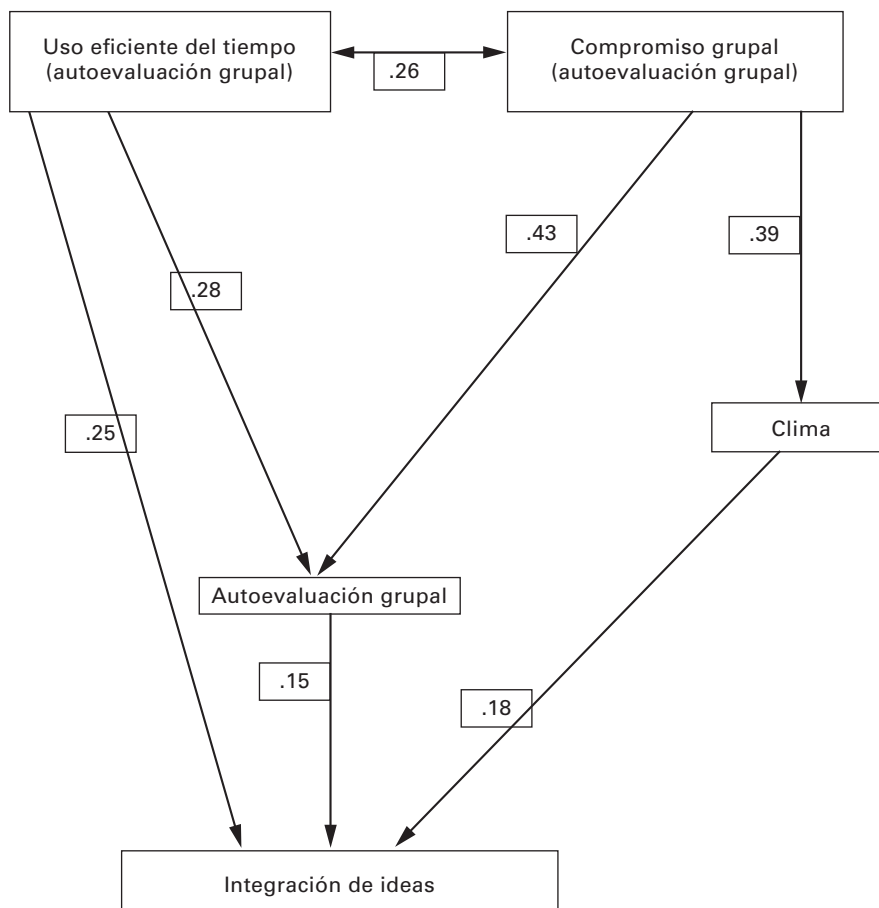 Uso eficiente del tiempo
(autoevaluación grupal)
Compromiso grupal
(autoevaluación grupal)
.26
.43
.39
.28
.25
Clima
Autoevaluación grupal
.15
.18
Integración de ideas